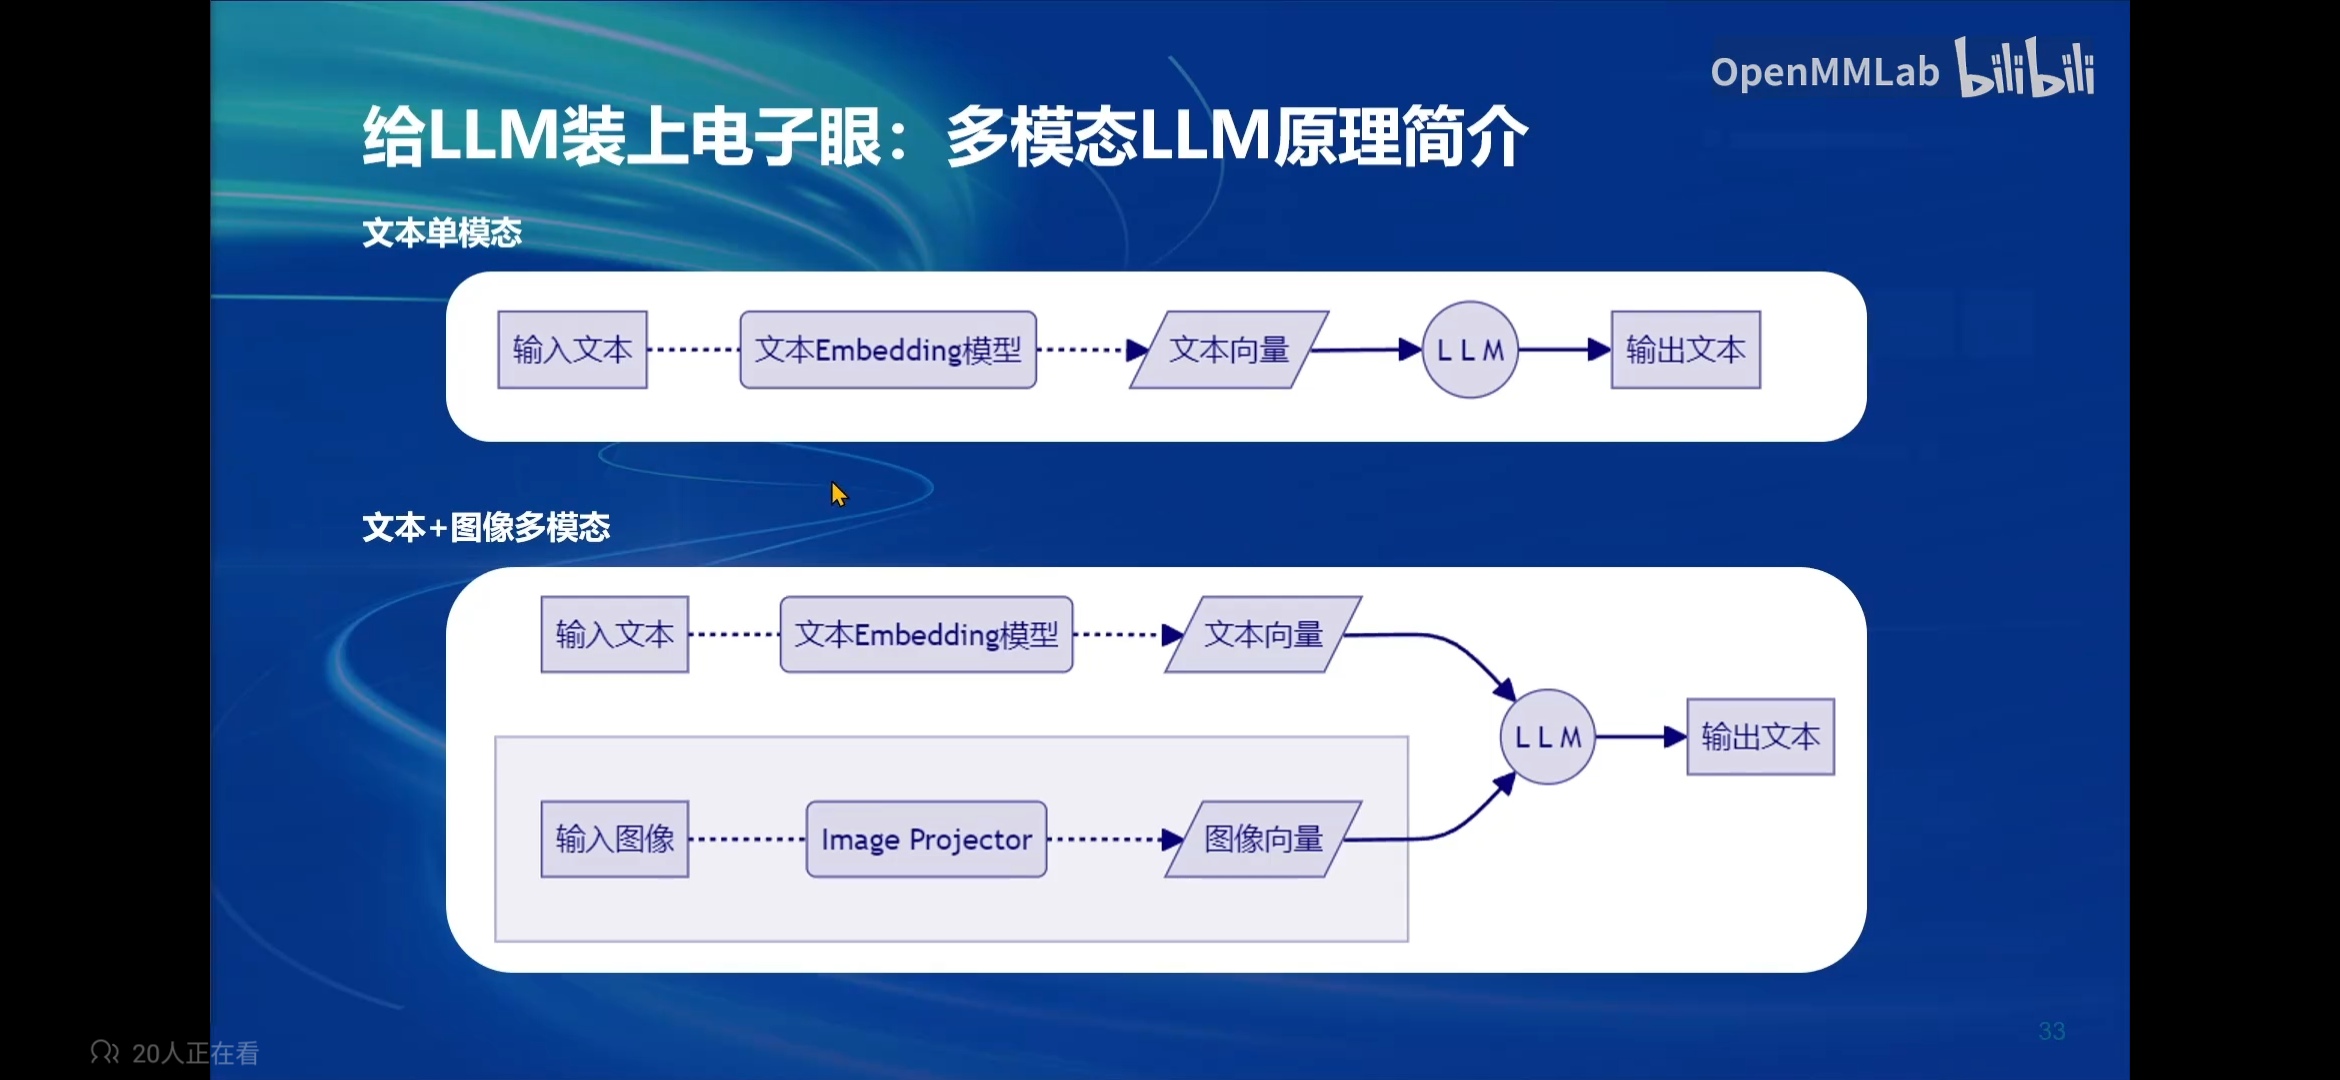 OpenMMLab bilibili
给LLM装上电子眼：多模态LLM原理简介
文本单模态
输入文本
文本Embedding模型
文本向量
LLM
输出文本
文本+图像多模态
输入文本
文本Embedding模型
文本向量
LLM
输出文本
输入图像
Image Projector
图像向量
33
20人正在看